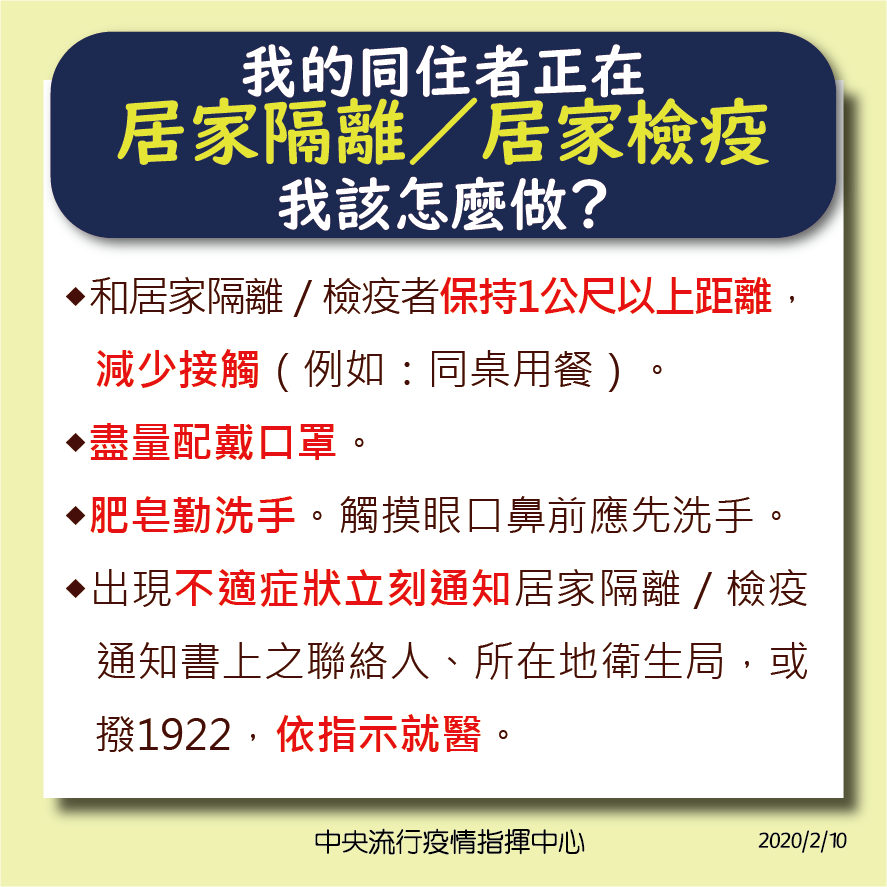 我的同住者正在
居家隔離／居家檢疫
我該怎麼做？
◆和居家隔離／檢疫者保持1公尺以上距離，
減少接觸（例如：同桌用餐）。
◆盡量配戴口罩。
◆肥皂勤洗手。觸摸眼口鼻前應先洗手。
◆出現不適症狀立刻通知居家隔離／檢疫
通知書上之聯絡人、所在地衛生局，或
撥1922，依指示就醫。
中央流行疫情指揮中心
2020/2/10